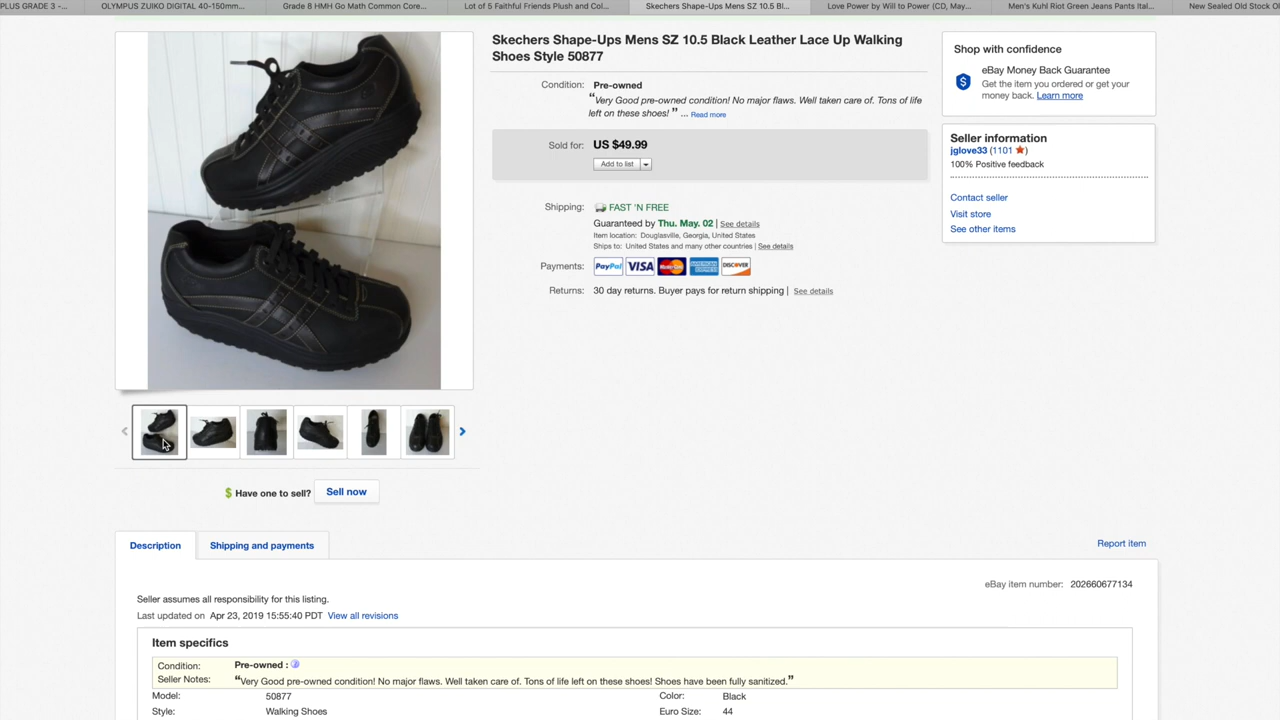 PLUS GRADE 3 -...
OLYMPUS ZUIKO DIGITAL 40-150mm...
Grade 8 HMH Go Math Common Core...
Lot of 5 Faithful Friends Plush and Col...
Skechers Shape-Ups Mens SZ 10.5 Bl...
Love Power by Will to Power (CD, May...
Men's Kuhl Riot Green Jeans Pants Ital...
New Sealed Old Stock Ol
Skechers Shape-Ups Mens SZ 10.5 Black Leather Lace Up Walking
Shoes Style 50877
Condition: Pre-owned
“Very Good pre-owned condition! No major flaws. Well taken care of. Tons of life
left on these shoes! ” ... Read more
Sold for: US $49.99
Add to list
Shipping: FAST 'N FREE
Guaranteed by Thu. May. 02 | See details
Item location: Douglasville, Georgia, United States
Ships to: United States and many other countries | See details
Payments: PayPal VISA MasterCard AMERICAN EXPRESS DISCOVER
Returns: 30 day returns. Buyer pays for return shipping | See details
Shop with confidence
$
eBay Money Back Guarantee
Get the item you ordered or get your
money back. Learn more
Seller information
jglove33 (1101 ★)
100% Positive feedback
Contact seller
Visit store
See other items
$ Have one to sell? Sell now
Description
Shipping and payments
Report item
eBay item number: 202660677134
Seller assumes all responsibility for this listing.
Last updated on Apr 23, 2019 15:55:40 PDT View all revisions
Item specifics
Condition: Pre-owned :
Seller Notes: “Very Good pre-owned condition! No major flaws. Well taken care of. Tons of life left on these shoes! Shoes have been fully sanitized.”
Model: 50877 Color: Black
Style: Walking Shoes Euro Size: 44